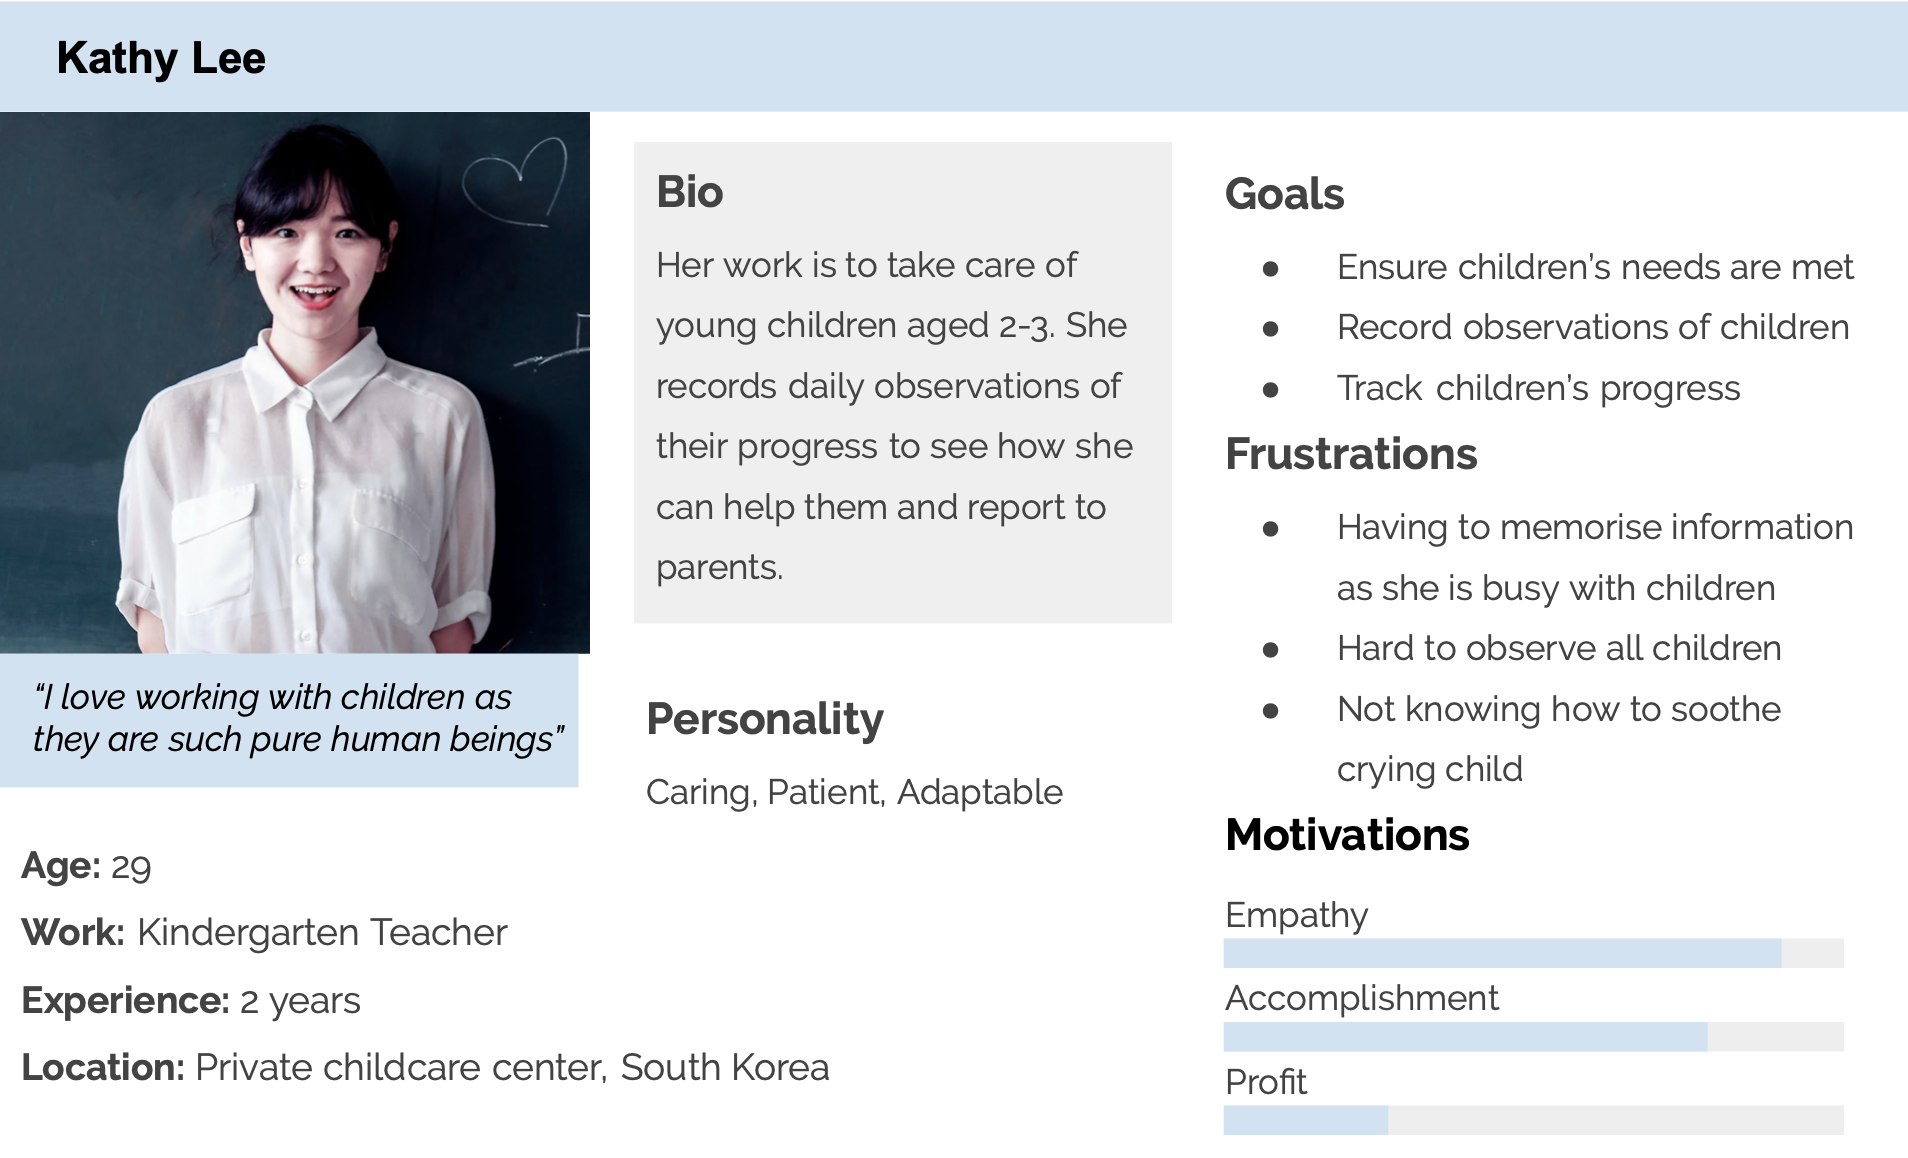 Kathy Lee
“I love working with children as
they are such pure human beings”
Age: 29
Work: Kindergarten Teacher
Experience: 2 years
Location: Private childcare center, South Korea
Bio
Her work is to take care of
young children aged 2-3. She
records daily observations of
their progress to see how she
can help them and report to
parents.
Personality
Caring, Patient, Adaptable
Goals
● Ensure children’s needs are met
● Record observations of children
● Track children’s progress
Frustrations
● Having to memorise information
as she is busy with children
● Hard to observe all children
● Not knowing how to soothe
crying child
Motivations
Empathy
Accomplishment
Profit